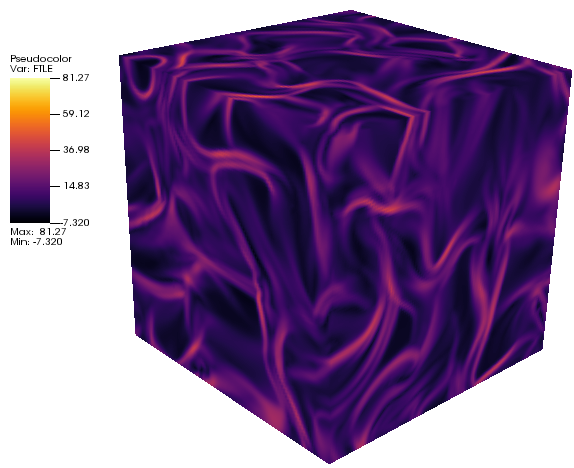 Pseudocolor
Var: FTLE
81.27
59.12
36.98
14.83
-7.320
Max: 81.27
Min: -7.320